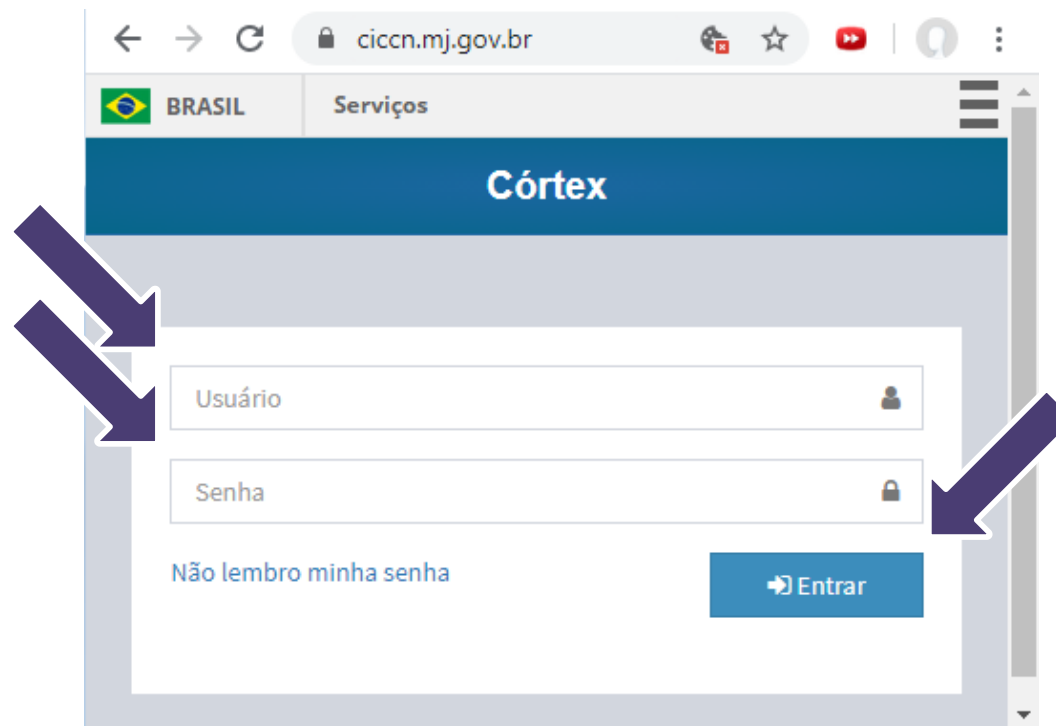 ciccn.mj.gov.br
BRASIL Serviços
Córtex
Usuário
Senha
Não lembro minha senha
Entrar